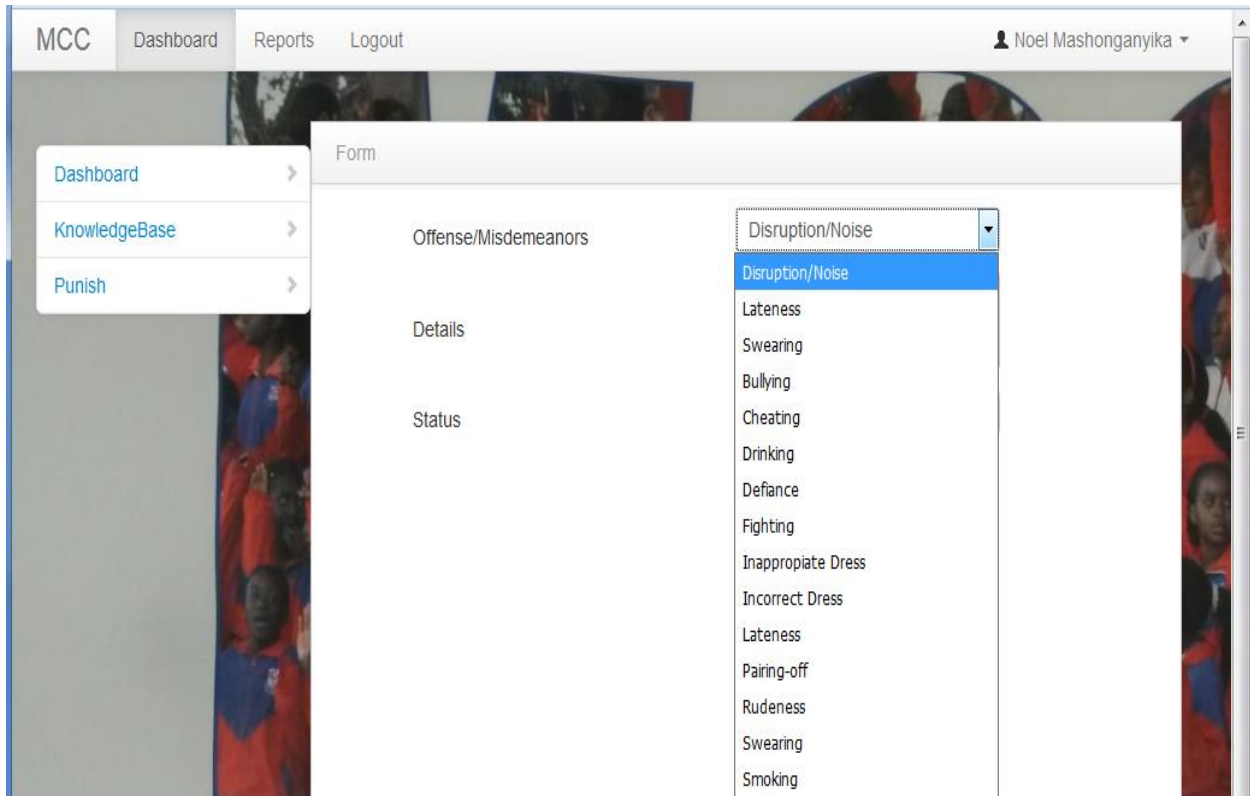 MCC Dashboard Reports Logout Noel Mashonganyika
Dashboard
KnowledgeBase
Punish
Form
Offense/Misdemeanors
Disruption/Noise
Details
Status
Disruption/Noise
Lateness
Swearing
Bullying
Cheating
Drinking
Defiance
Fighting
Inappropiate Dress
Incorrect Dress
Lateness
Pairing-off
Rudeness
Swearing
Smoking